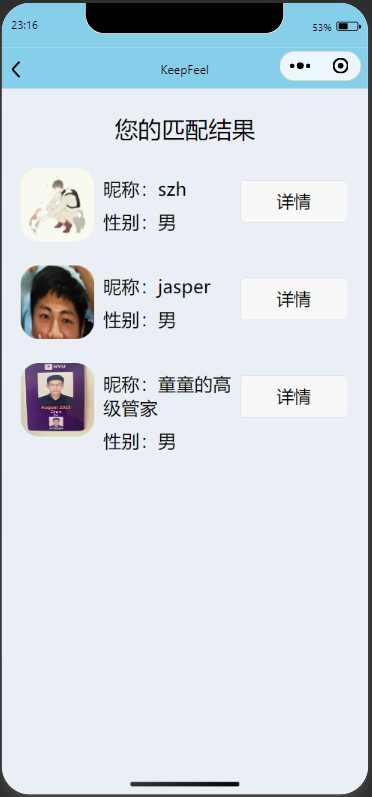 23:16
53%
KeepFeel
您的匹配结果
昵称：szh
性别：男
详情
昵称：jasper
性别：男
详情
NYU
August 2023
昵称：童童的高
级管家
性别：男
详情